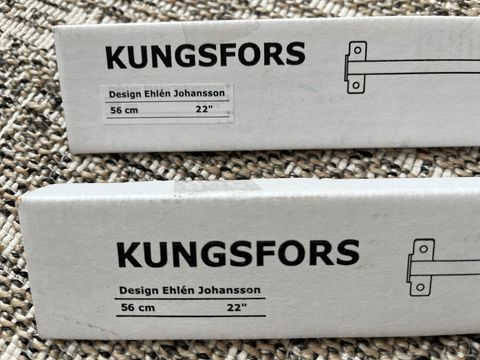 KUNGSFORS
Design Ehlén Johansson
56 cm 22"
KUNGSFORS
Design Ehlén Johansson
56 cm 22"